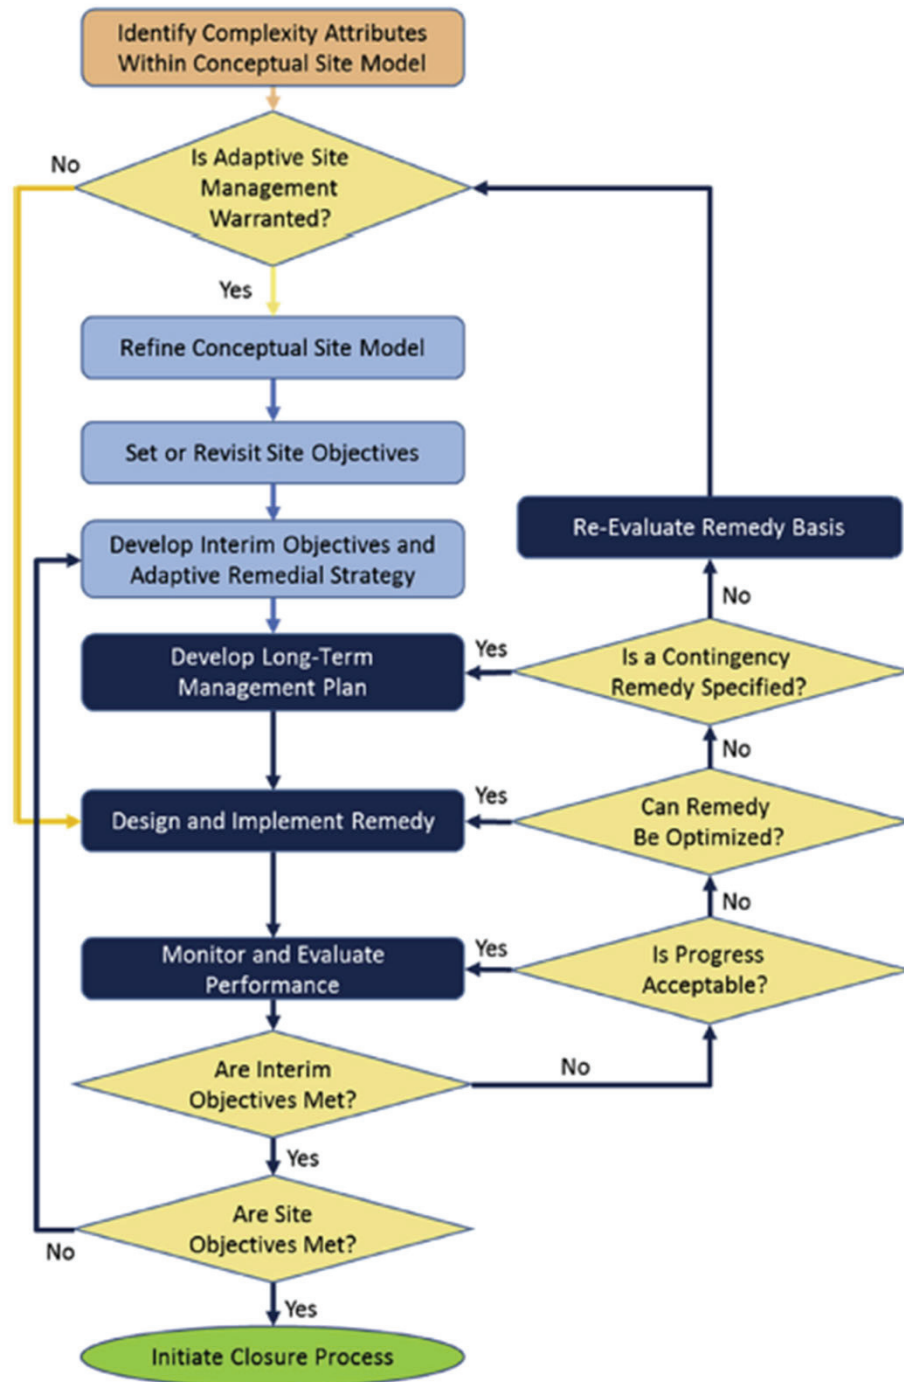 Identify Complexity Attributes
Within Conceptual Site Model
No
Is Adaptive Site
Management
Warranted?
Yes
Refine Conceptual Site Model
Set or Revisit Site Objectives
Develop Interim Objectives and
Adaptive Remedial Strategy
Re-Evaluate Remedy Basis
No
Develop Long-Term
Management Plan
Yes
Is a Contingency
Remedy Specified?
No
Design and Implement Remedy
Yes
Can Remedy
Be Optimized?
No
Monitor and Evaluate
Performance
Yes
Is Progress
Acceptable?
Are Interim
Objectives Met?
No
Yes
Are Site
Objectives Met?
No
Yes
Initiate Closure Process